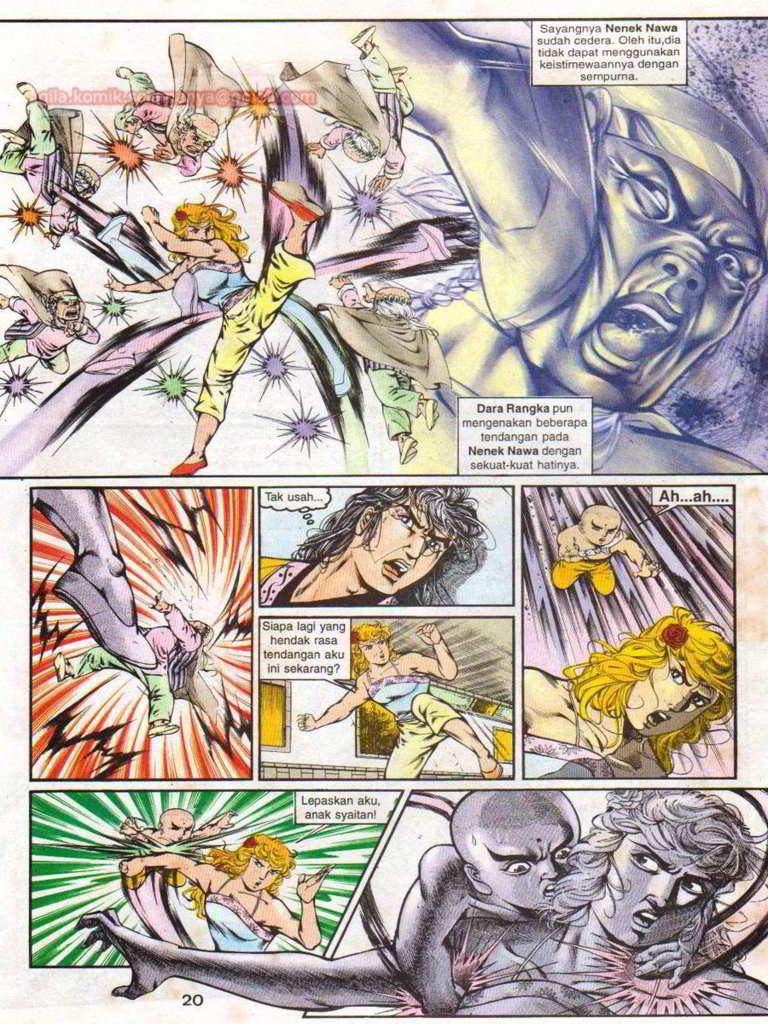 Sayangnya Nenek Nawa
sudah cedera. Oleh itu,dia
tidak dapat menggunakan
keistimewaannya dengan
sempurna.
Dara Rangka pun
mengenakan beberapa
tendangan pada
Nenek Nawa dengan
sekuat-kuat hatinya.
Tak usah...
Ah...ah....
Siapa lagi yang
hendak rasa
tendangan aku
ini sekarang?
Lepaskan aku,
anak syaitan!
20